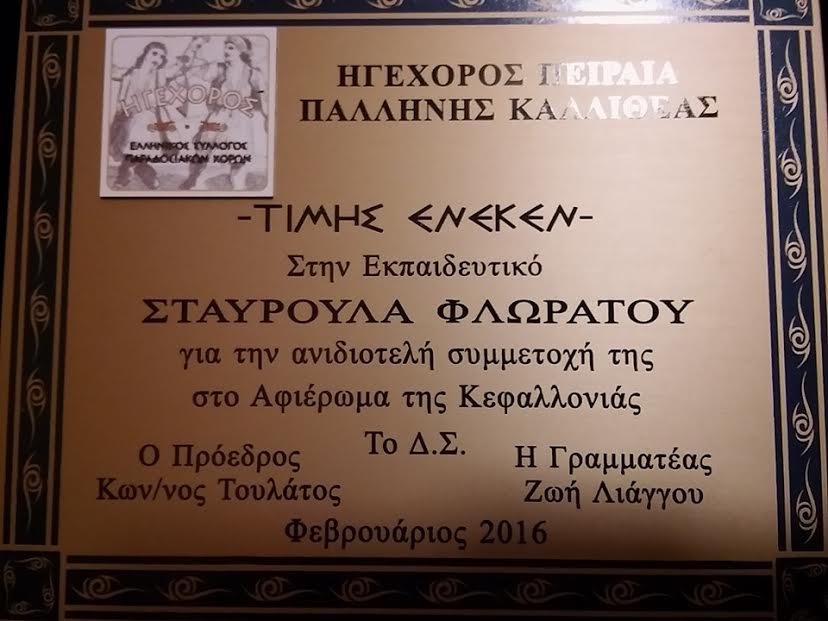 ΗΓΕΧΟΡΟΣ
ΕΛΛΗΝΙΚΟΣ ΣΥΛΛΟΓΟΣ
ΠΑΡΑΔΟΣΙΑΚΩΝ ΧΟΡΩΝ
ΗΓΕΧΟΡΟΣ ΠΕΙΡΑΙΑ
ΠΑΛΛΗΝΗΣ ΚΑΛΛΙΘΕΑΣ
-ΤΙΜΗΣ ΕΝΕΚΕΝ-
Στην Εκπαιδευτικό
ΣΤΑΥΡΟΥΛΑ ΦΛΩΡΑΤΟΥ
για την ανιδιοτελή συμμετοχή της
στο Αφιέρωμα της Κεφαλλονιάς
Το Δ.Σ.
Ο Πρόεδρος
Κων/νος Τουλάτος
Η Γραμματέας
Ζωή Λιάγγου
Φεβρουάριος 2016